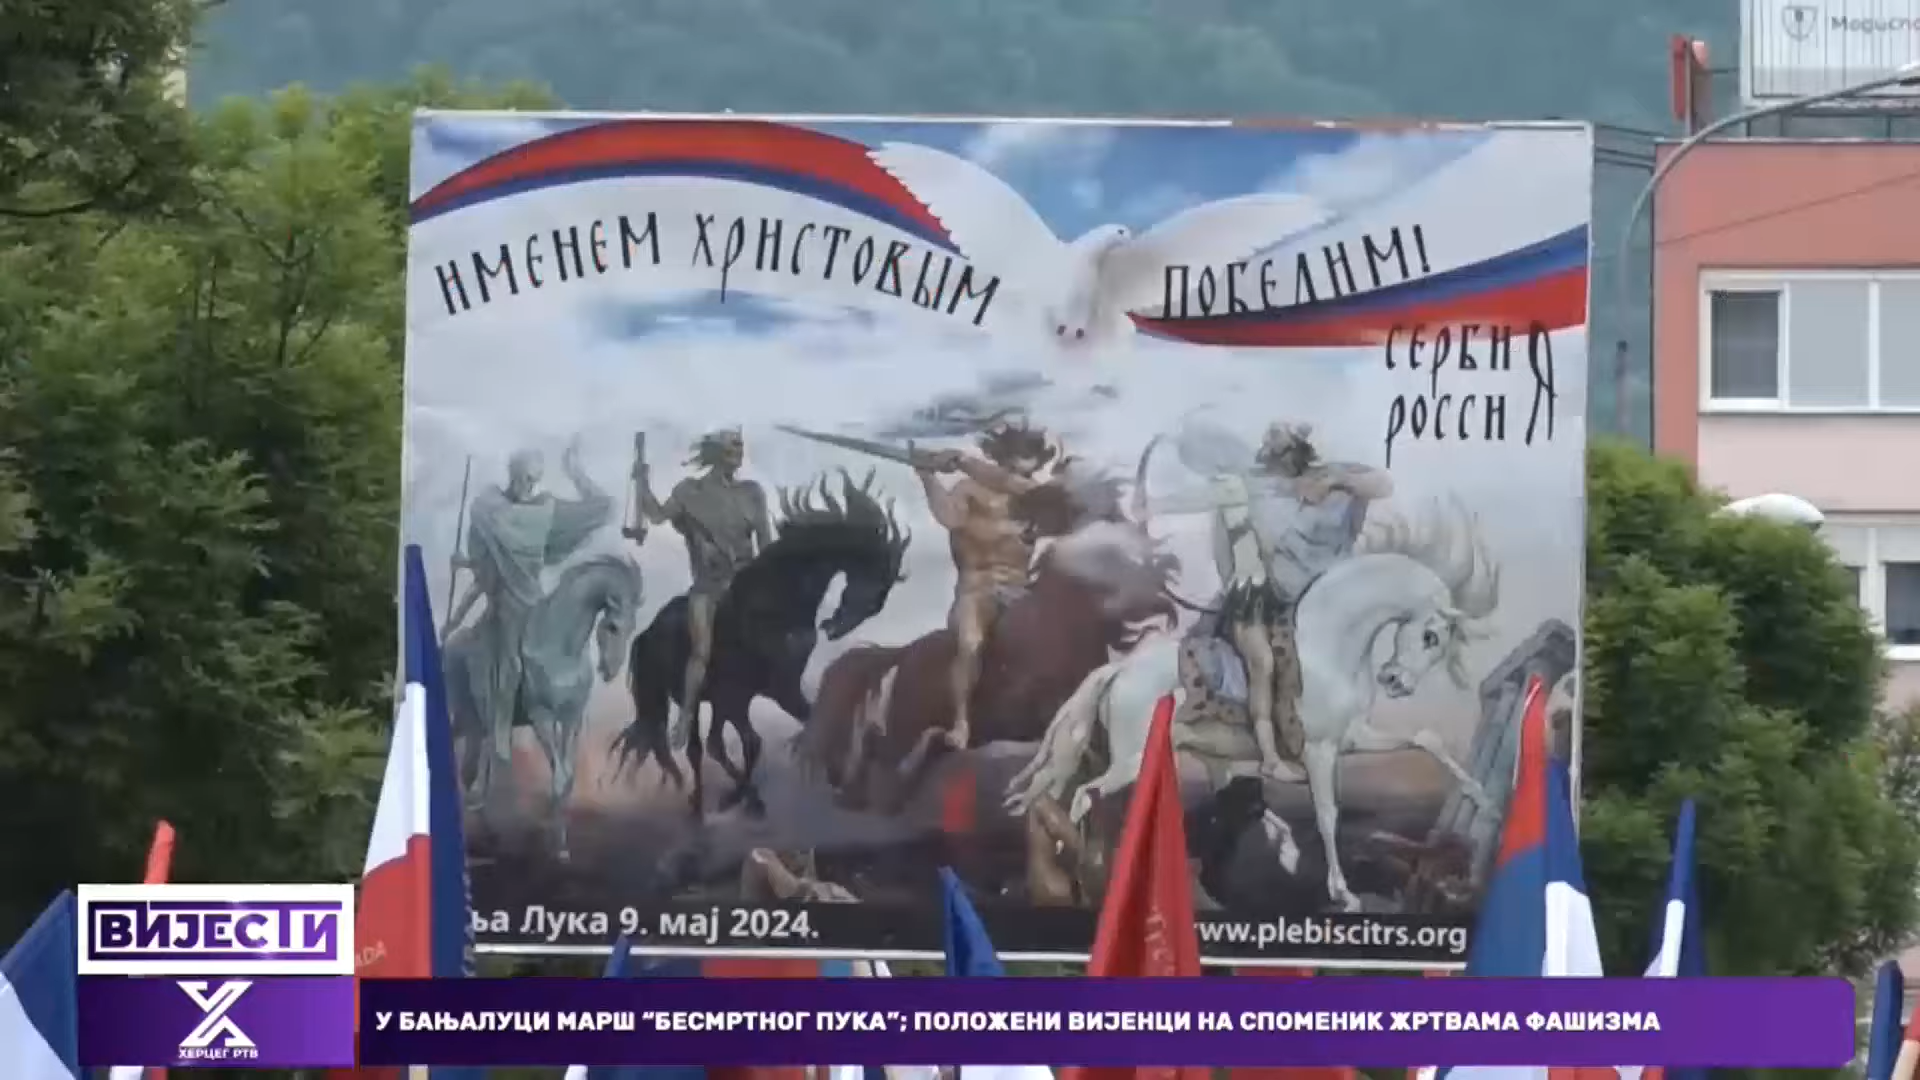 Медисло
ИМЕНЕМ ХРИСТОВЫМ ПОБЕДИМ!
СЕРБИЯ
РОССИЯ
ња Лука 9. мај 2024.
www.plebiscitrs.org
ВИЈЕСТИ
ХЕРЦЕГ РТВ
У БАЊАЛУЦИ МАРШ “БЕСМРТНОГ ПУКА”; ПОЛОЖЕНИ ВИЈЕНЦИ НА СПОМЕНИК ЖРТВАМА ФАШИЗМА